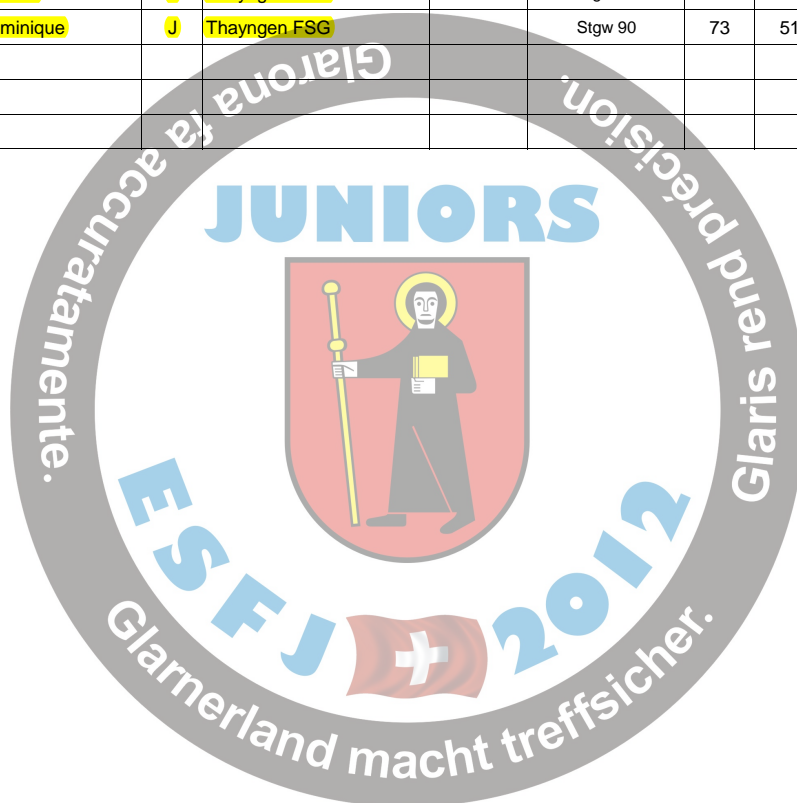 minique J Thayngen FSG Stgw 90 73 51
Glarona fa accuratamente.
Glaris rend précision.
JUNIORS
ESFJ 2012
Glarnerland macht treffsicher.